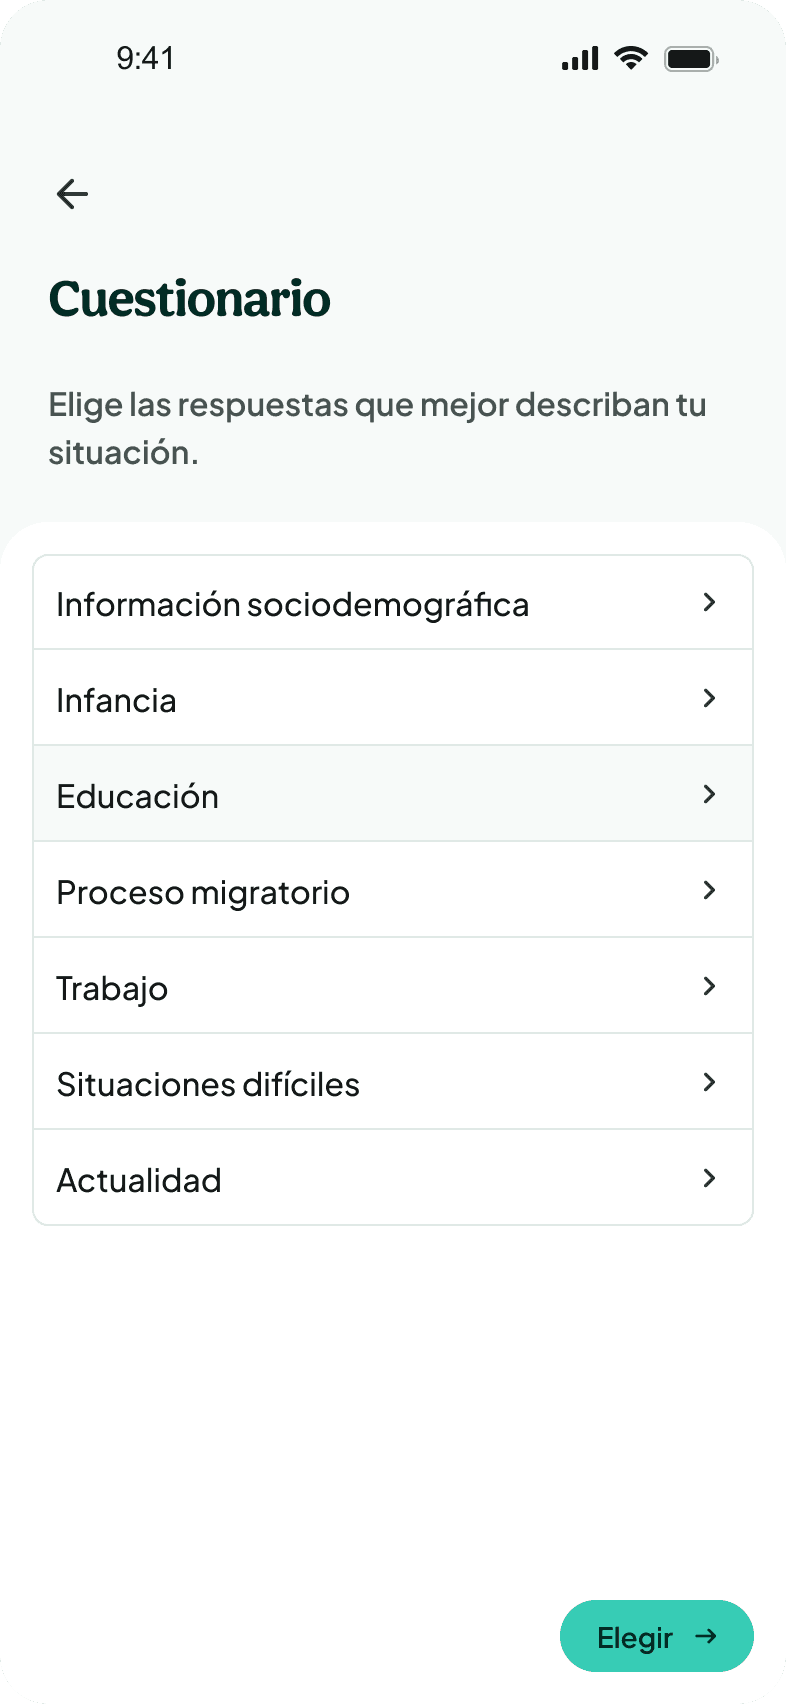 9:41
Cuestionario
Elige las respuestas que mejor describan tu
situación.
Información sociodemográfica
Infancia
Educación
Proceso migratorio
Trabajo
Situaciones difíciles
Actualidad
Elegir